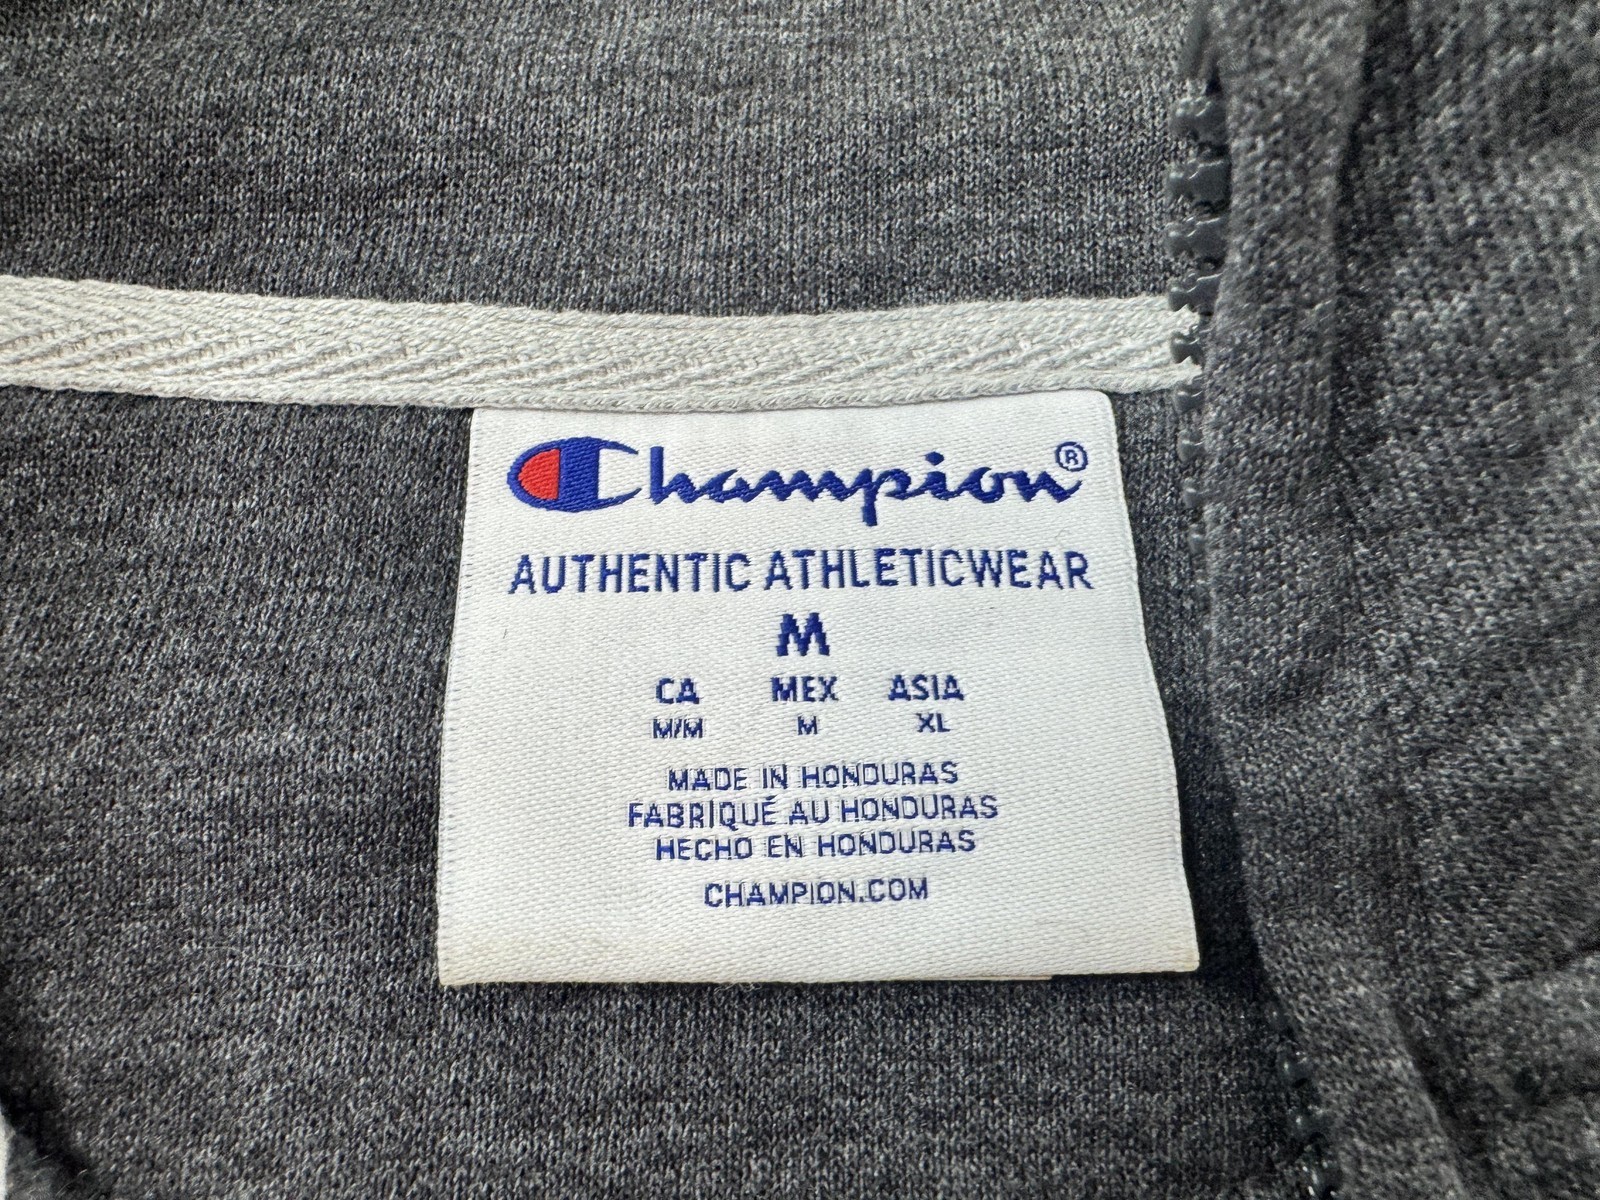 Champion®
AUTHENTIC ATHLETICWEAR
M
CA MEX ASIA
M/M M XL
MADE IN HONDURAS
FABRIQUÉ AU HONDURAS
HECHO EN HONDURAS
CHAMPION.COM